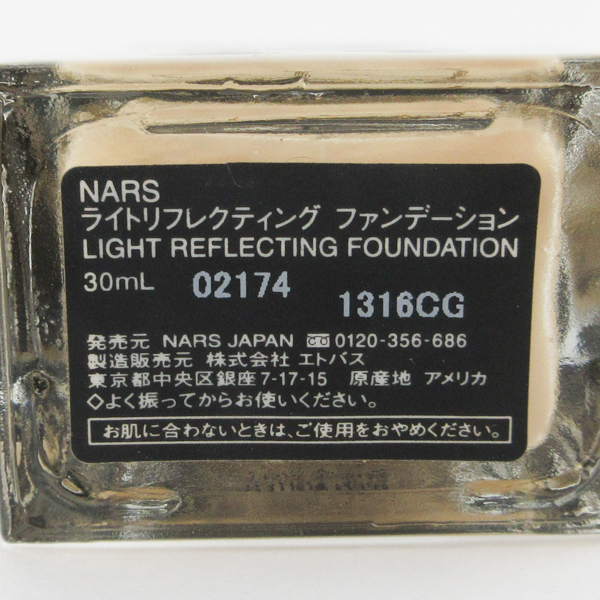 NARS
ライトリフレクティング ファンデーション
LIGHT REFLECTING FOUNDATION
30mL 02174 1316CG
発売元 NARS JAPAN 0120-356-686
製造販売元 株式会社 エトバス
東京都中央区銀座7-17-15 原産地 アメリカ
◇よく振ってからお使いください。
お肌に合わないときは、ご使用をおやめください。